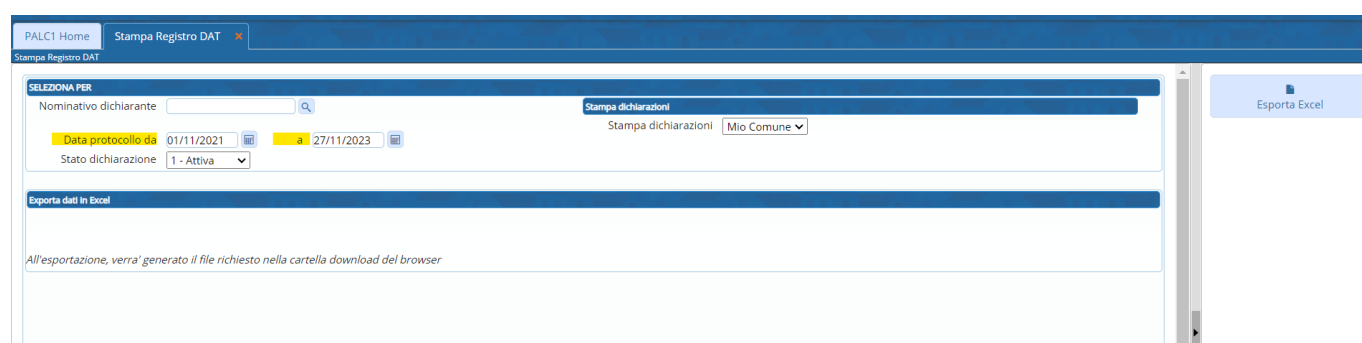 PALC1 Home Stampa Registro DAT ×
Stampa Registro DAT
SELEZIONA PER
Nominativo dichiarante
Stampa dichiarazioni
Stampa dichiarazioni Mio Comune
Data protocollo da 01/11/2021 a 27/11/2023
Stato dichiarazione 1 - Attiva
Exporta dati in Excel
All'esportazione, verra' generato il file richiesto nella cartella download del browser
Esporta Excel